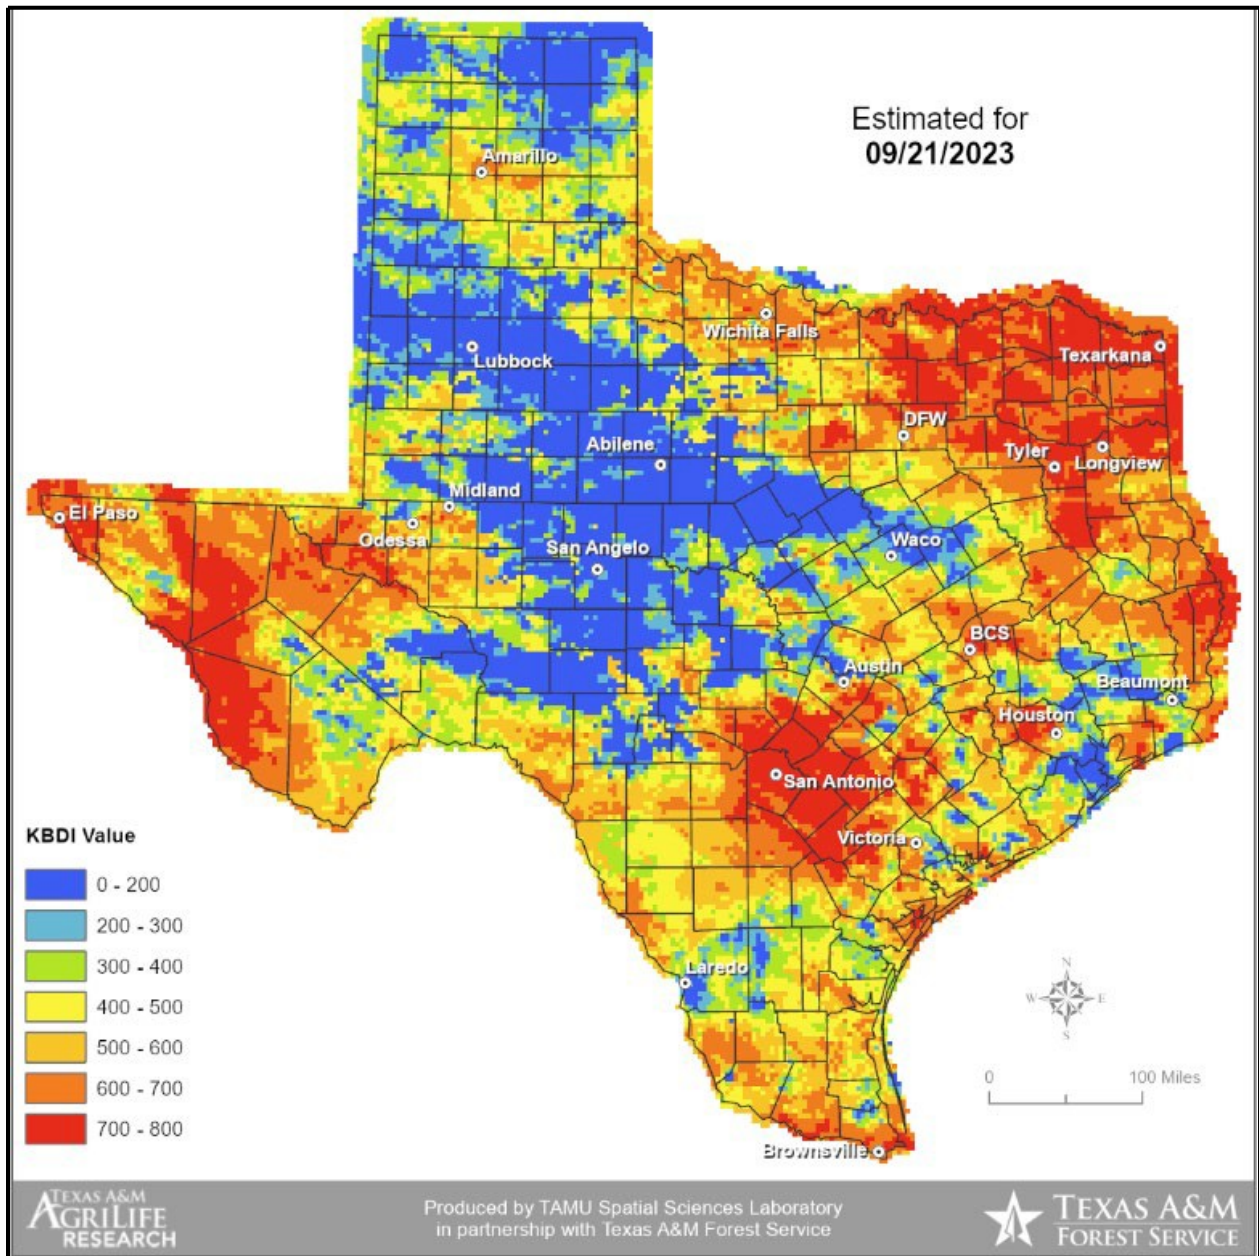 Estimated for
09/21/2023
Amarillo
Wichita Falls
Lubbock
Texarkana
DFW
Abilene
Tyler
Longview
Midland
El Paso
Odessa
San Angelo
Waco
BCS
Austin
Beaumont
Houston
San Antonio
Victoria
Laredo
Brownsville
KBDI Value
0 - 200
200 - 300
300 - 400
400 - 500
500 - 600
600 - 700
700 - 800
N
W
E
S
0
100 Miles
TEXAS A&M
AGRILIFE
RESEARCH
Produced by TAMU Spatial Sciences Laboratory
in partnership with Texas A&M Forest Service
TEXAS A&M
FOREST SERVICE